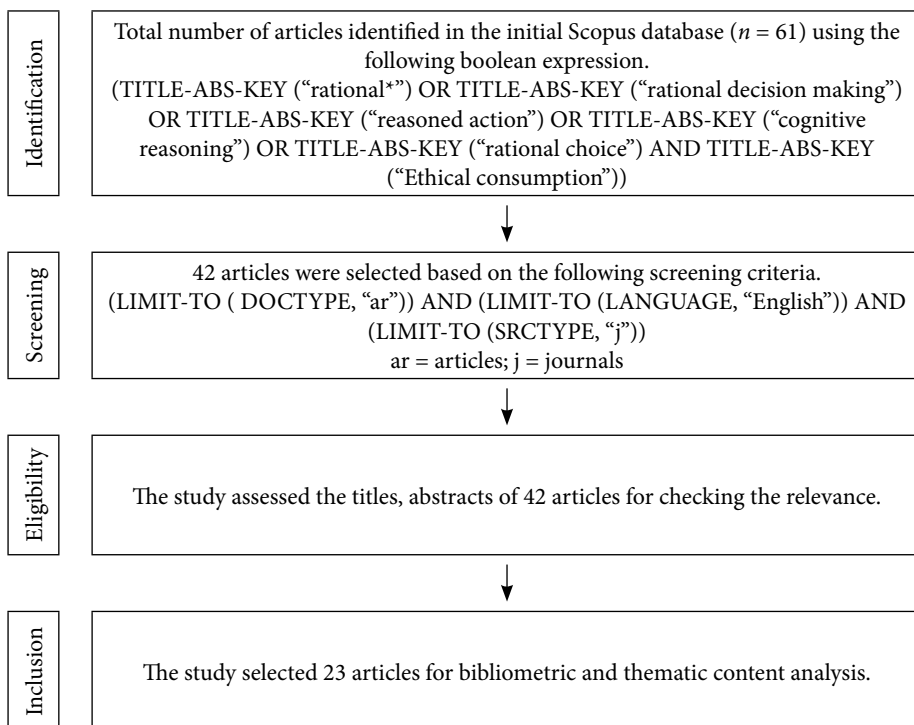 Identification
Total number of articles identified in the initial Scopus database (n = 61) using the
following boolean expression.
(TITLE-ABS-KEY (“rational*”) OR TITLE-ABS-KEY (“rational decision making”)
OR TITLE-ABS-KEY (“reasoned action”) OR TITLE-ABS-KEY (“cognitive
reasoning”) OR TITLE-ABS-KEY (“rational choice”) AND TITLE-ABS-KEY
(“Ethical consumption”))
Screening
42 articles were selected based on the following screening criteria.
(LIMIT-TO ( DOCTYPE, “ar”)) AND (LIMIT-TO (LANGUAGE, “English”)) AND
(LIMIT-TO (SRCTYPE, “j”))
ar = articles; j = journals
Eligibility
The study assessed the titles, abstracts of 42 articles for checking the relevance.
Inclusion
The study selected 23 articles for bibliometric and thematic content analysis.